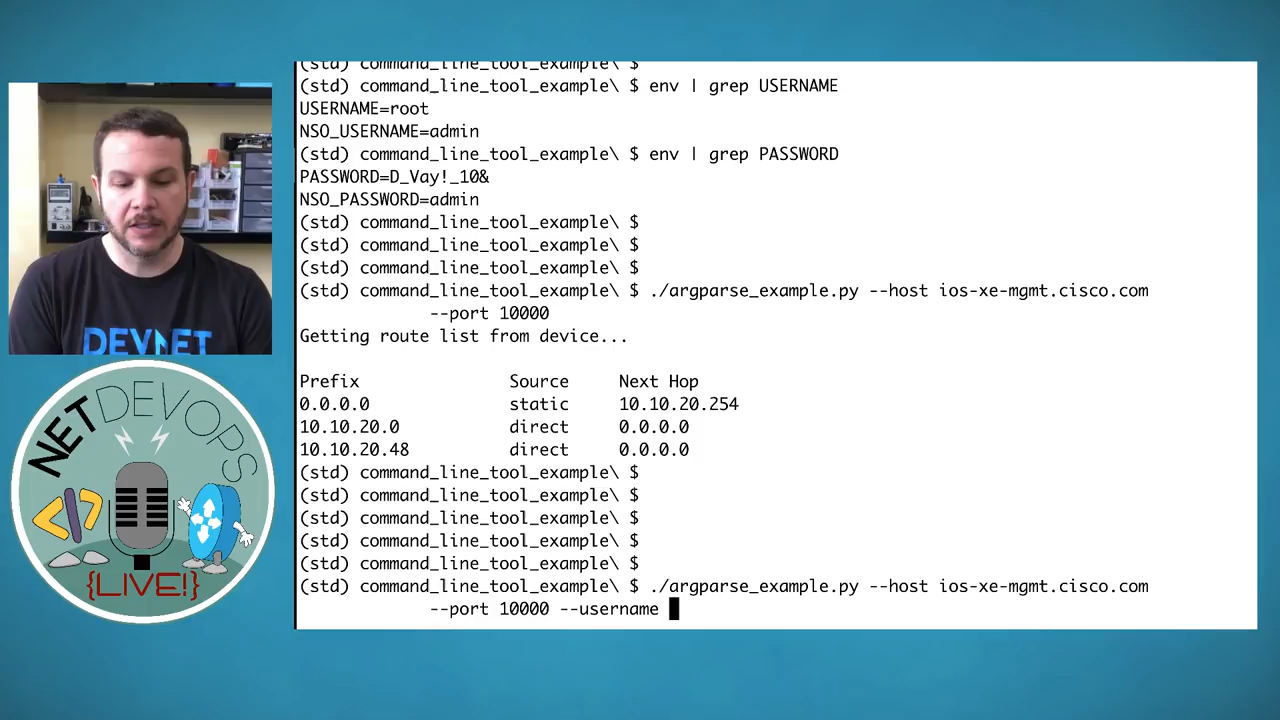 (std) command_line_tool_example\ $
(std) command_line_tool_example\ $ env | grep USERNAME
USERNAME=root
NSO_USERNAME=admin
(std) command_line_tool_example\ $ env | grep PASSWORD
PASSWORD=D_Vay!_10&
NSO_PASSWORD=admin
(std) command_line_tool_example\ $
(std) command_line_tool_example\ $
(std) command_line_tool_example\ $
(std) command_line_tool_example\ $ ./argparse_example.py --host ios-xe-mgmt.cisco.com
--port 10000
Getting route list from device...
Prefix Source Next Hop
0.0.0.0 static 10.10.20.254
10.10.20.0 direct 0.0.0.0
10.10.20.48 direct 0.0.0.0
(std) command_line_tool_example\ $
(std) command_line_tool_example\ $
(std) command_line_tool_example\ $
(std) command_line_tool_example\ $
(std) command_line_tool_example\ $
(std) command_line_tool_example\ $ ./argparse_example.py --host ios-xe-mgmt.cisco.com
--port 10000 --username
DEVNET
NETDEVOPS
</>
{LIVE!}